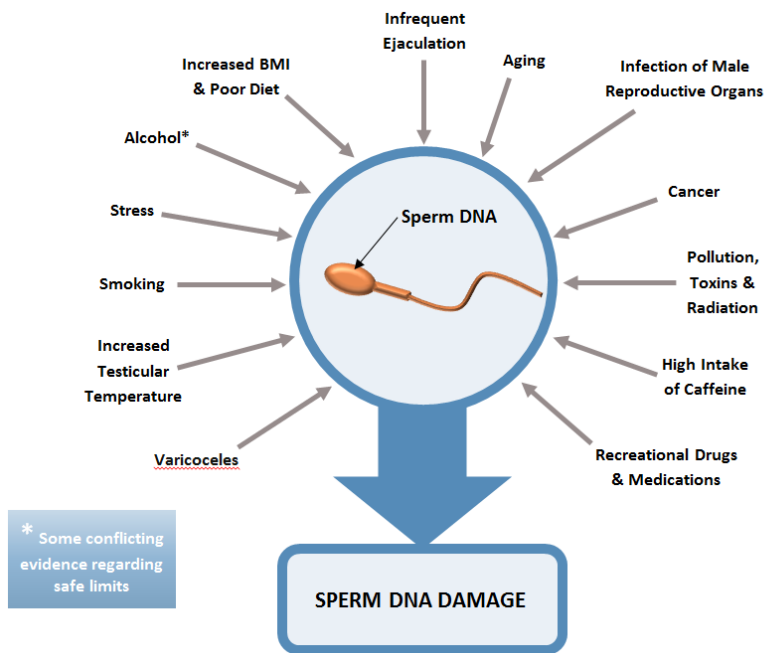 Infrequent
Ejaculation
Aging
Increased BMI
& Poor Diet
Infection of Male
Reproductive Organs
Alcohol*
Cancer
Stress
Sperm DNA
Smoking
Pollution,
Toxins &
Radiation
Increased
Testicular
Temperature
High Intake
of Caffeine
Varicoceles
Recreational Drugs
& Medications
* Some conflicting
evidence regarding
safe limits
SPERM DNA DAMAGE